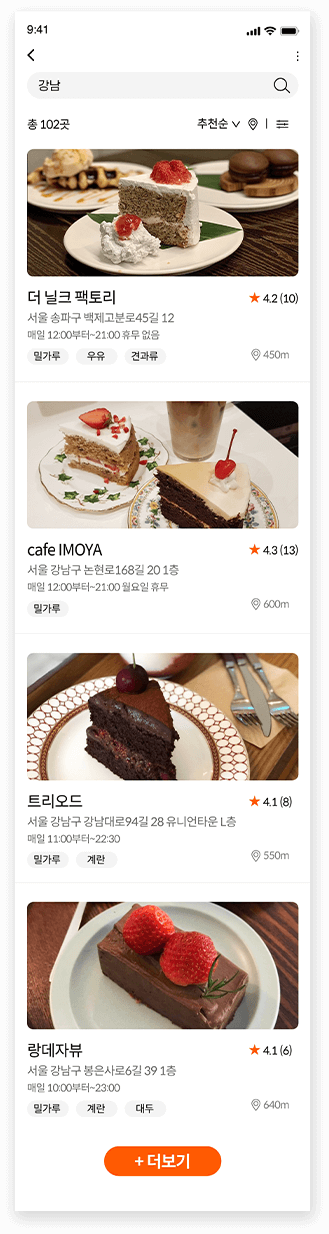 9:41
강남
총 102곳 추천순
더 닐크 팩토리 ★ 4.2 (10)
서울 송파구 백제고분로45길 12
매일 12:00부터~21:00 휴무 없음
밀가루 우유 견과류 450m
cafe IMOYA ★ 4.3 (13)
서울 강남구 논현로168길 20 1층
매일 12:00부터~21:00 월요일 휴무
밀가루 600m
트리오드 ★ 4.1 (8)
서울 강남구 강남대로94길 28 유니언타운 L층
매일 11:00부터~22:30
밀가루 계란 550m
랑데자뷰 ★ 4.1 (6)
서울 강남구 봉은사로6길 39 1층
매일 10:00부터~23:00
밀가루 계란 대두 640m
+ 더보기